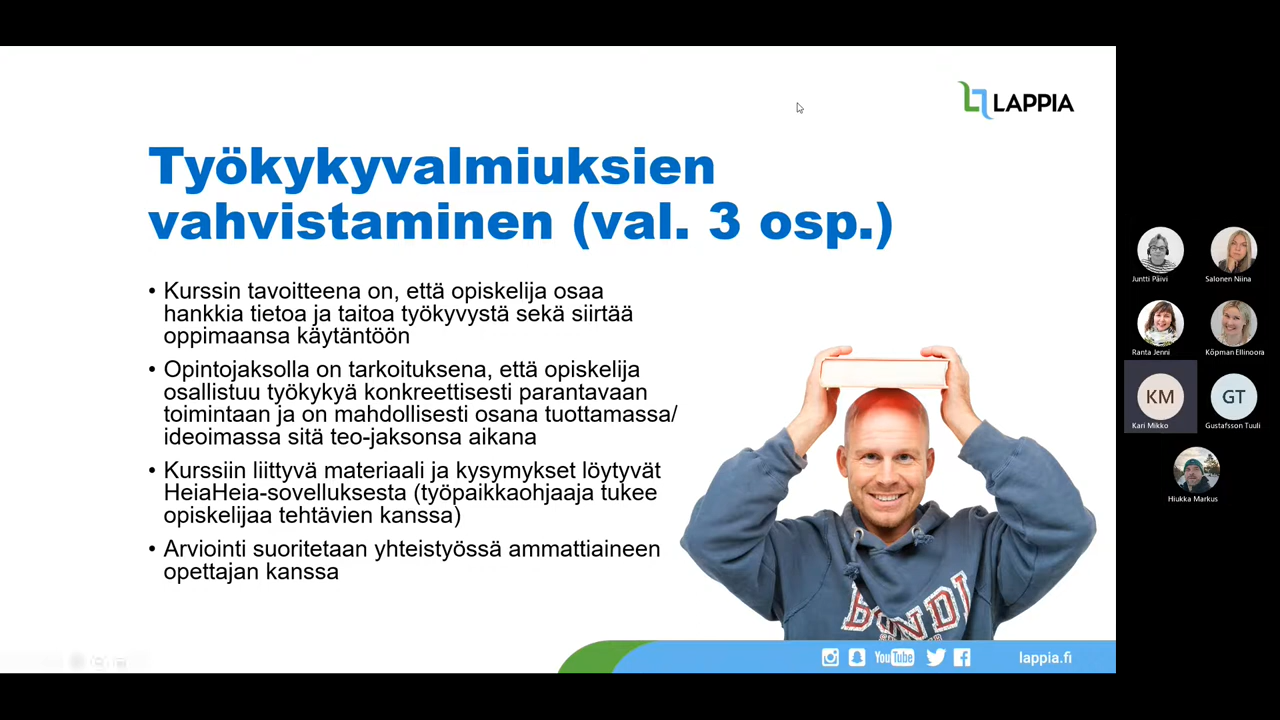 LAPPIA
Työkykyvalmiuksien
vahvistaminen (val. 3 osp.)
• Kurssin tavoitteena on, että opiskelija osaa
hankkia tietoa ja taitoa työkyvystä sekä siirtää
oppimaansa käytäntöön
• Opintojaksolla on tarkoituksena, että opiskelija
osallistuu työkykyä konkreettisesti parantavaan
toimintaan ja on mahdollisesti osana tuottamassa/
ideoimassa sitä teo-jaksonsa aikana
• Kurssiin liittyvä materiaali ja kysymykset löytyvät
HeiaHeia-sovelluksesta (työpaikkaohjaaja tukee
opiskelijaa tehtävien kanssa)
• Arviointi suoritetaan yhteistyössä ammattiaineen
opettajan kanssa
BONDI
YouTube
lappia.fi
Juntti Päivi
Salonen Niina
Ranta Jenni
Köpman Ellinoora
KM
Kari Mikko
GT
Gustafsson Tuuli
Hiukka Markus